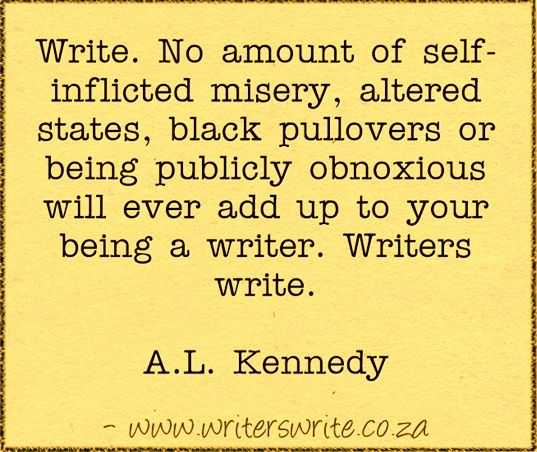 Write. No amount of self-
inflicted misery, altered
states, black pullovers or
being publicly obnoxious
will ever add up to your
being a writer. Writers
write.
A.L. Kennedy
- www.writerswrite.co.za